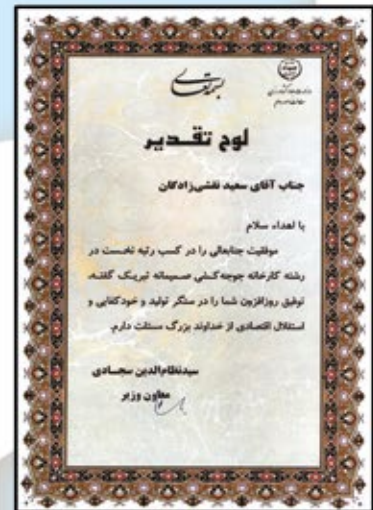 بسمه تعالی
لوح تقدیر
جناب آقای سعید نقشی‌زادگان
با اهداء سلام
موفقیت جنابعالی را در کسب رتبه نخست در
رشته کارخانه جوجه‌کشی صمیمانه تبریک گفته،
توفیق روزافزون شما را در سنگر تولید و خودکفایی و
استقلال اقتصادی از خداوند بزرگ مسئلت دارم.
سیدنظام‌الدین سجادی
معاون وزیر